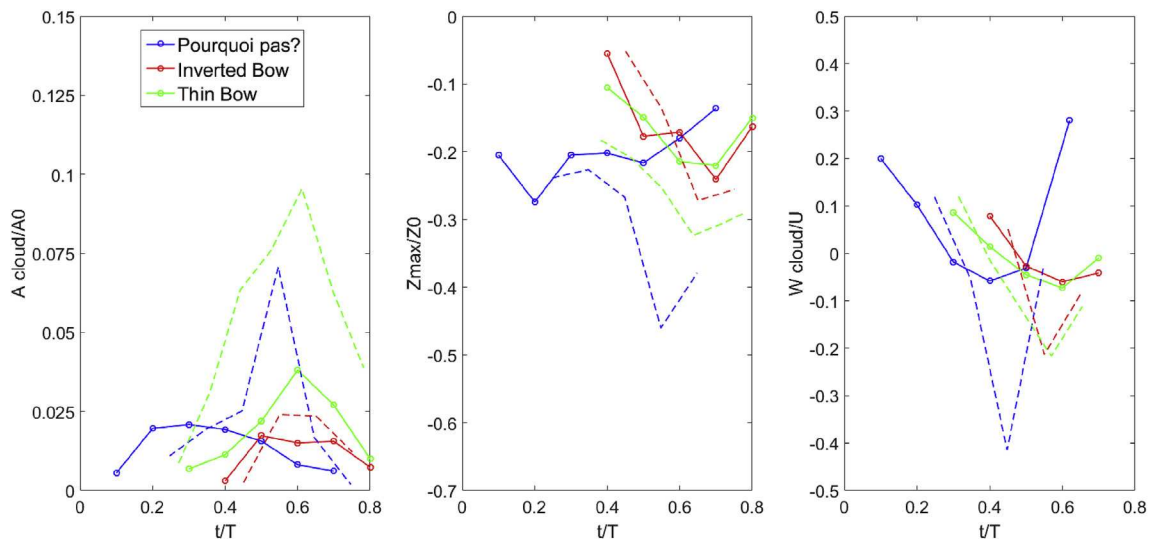 0.15
0.125
0.1
0.075
0.05
0.025
0
A cloud/A0
Pourquoi pas?
Inverted Bow
Thin Bow
0 0.2 0.4 0.6 0.8
t/T
0
-0.1
-0.2
-0.3
-0.4
-0.5
-0.6
-0.7
Zmax/Z0
0 0.2 0.4 0.6 0.8
t/T
0.5
0.4
0.3
0.2
0.1
0
-0.1
-0.2
-0.3
-0.4
-0.5
W cloud/U
0 0.2 0.4 0.6 0.8
t/T